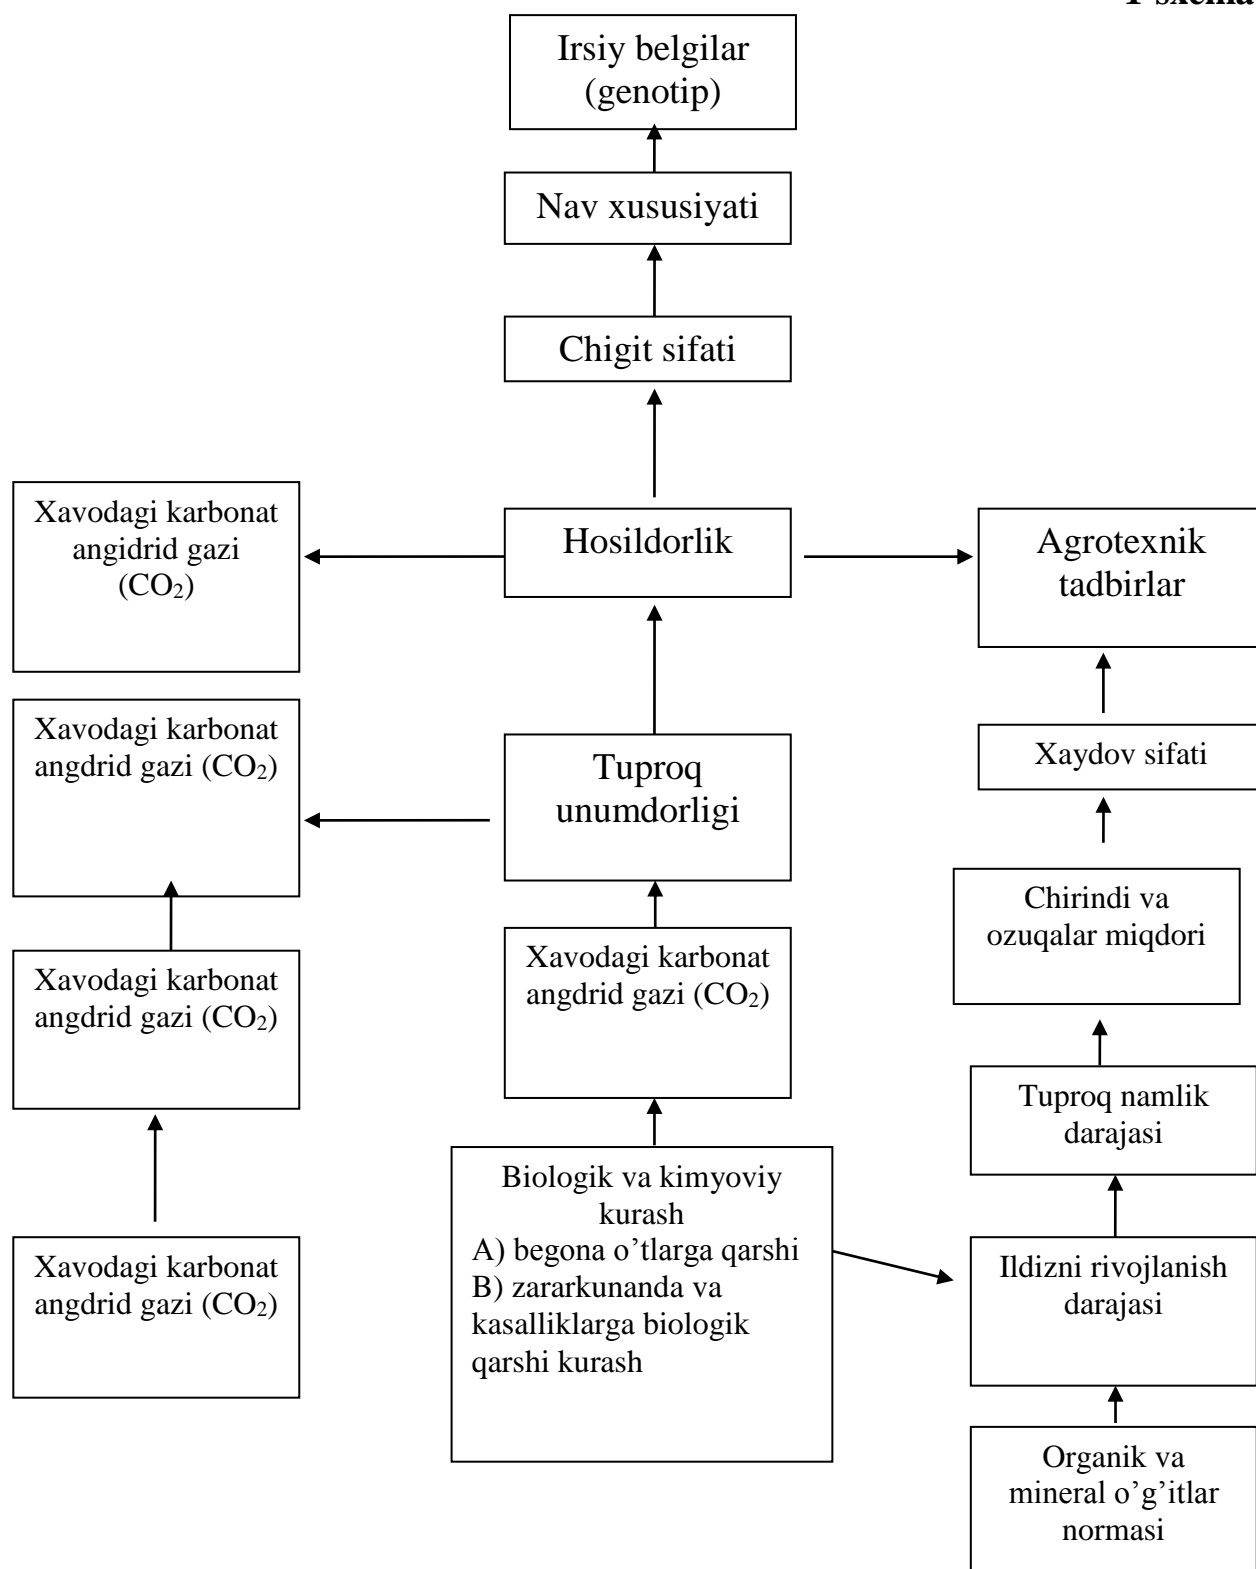 1-sxema
Irsiy belgilar
(genotip)
Nav xususiyati
Chigit sifati
Xavodagi karbonat
angidrid gazi
(CO₂)
Hosildorlik
Agrotexnik
tadbirlar
Xavodagi karbonat
angdrid gazi (CO₂)
Tuproq
unumdorligi
Xaydov sifati
Chirindi va
ozuqalar miqdori
Xavodagi karbonat
angdrid gazi (CO₂)
Xavodagi karbonat
angdrid gazi (CO₂)
Tuproq namlik
darajasi
Biologik va kimyoviy
kurash
A) begona o’tlarga qarshi
B) zararkunanda va
kasalliklarga biologik
qarshi kurash
Xavodagi karbonat
angdrid gazi (CO₂)
Ildizni rivojlanish
darajasi
Organik va
mineral o’g’itlar
normasi